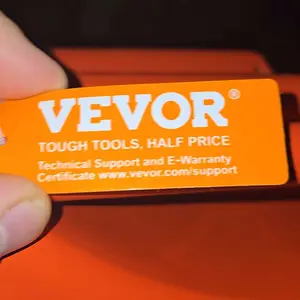 VEVOR®
TOUGH TOOLS, HALF PRICE
Technical Support and E-Warranty
Certificate www.vevor.com/support